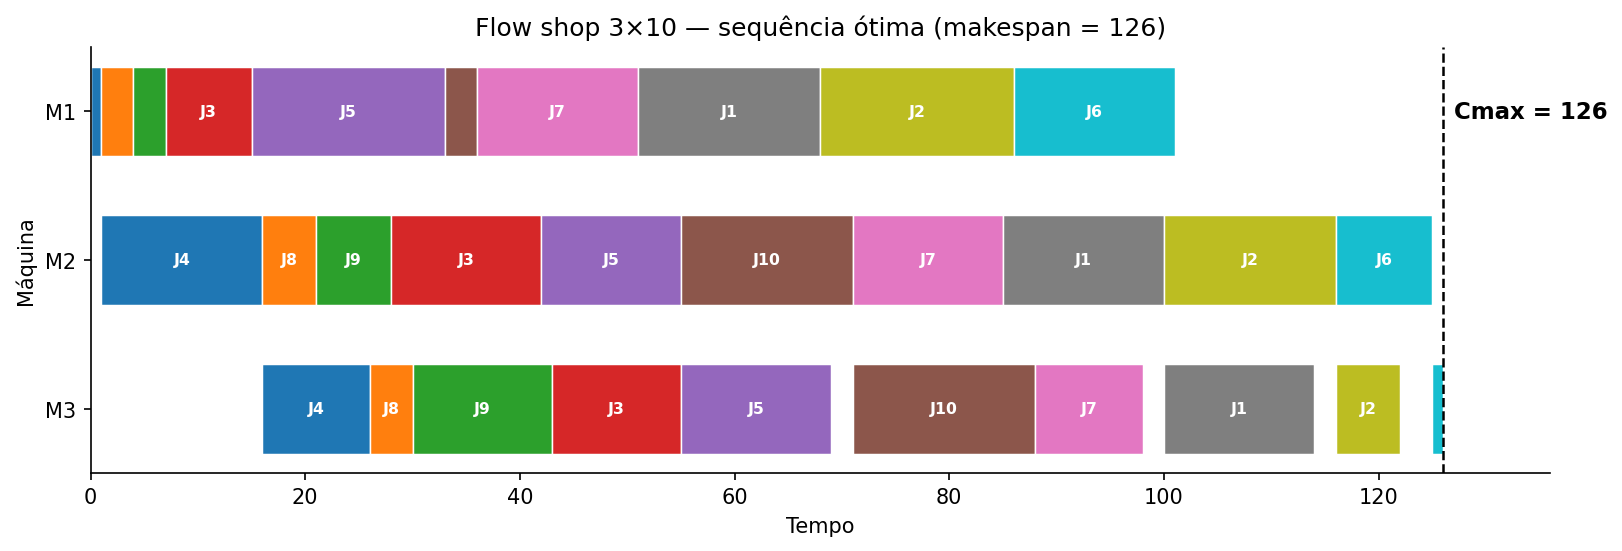 Flow shop 3×10 — sequência ótima (makespan = 126)
Máquina
M1
J3 J5 J7 J1 J2 J6
Cmax = 126
M2
J4 J8 J9 J3 J5 J10 J7 J1 J2 J6
M3
J4 J8 J9 J3 J5 J10 J7 J1 J2
0 20 40 60 80 100 120
Tempo